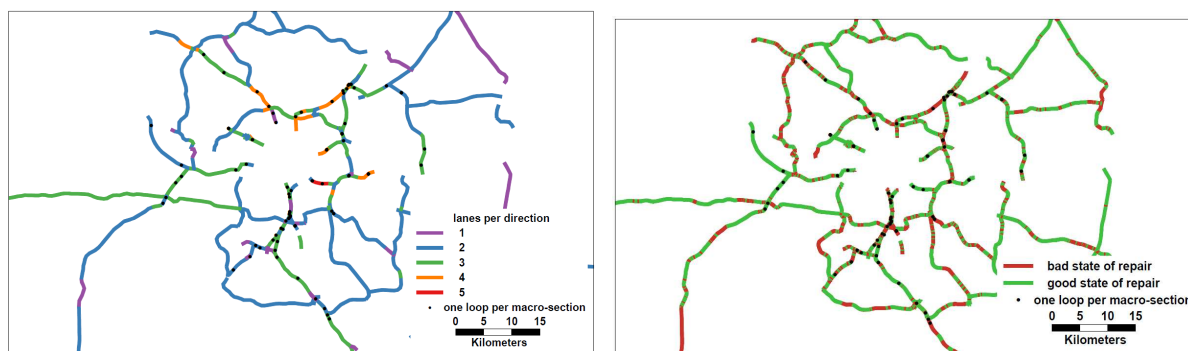 lanes per direction
1
2
3
4
5
one loop per macro-section
0 5 10 15
Kilometers
bad state of repair
good state of repair
one loop per macro-section
0 5 10 15
Kilometers